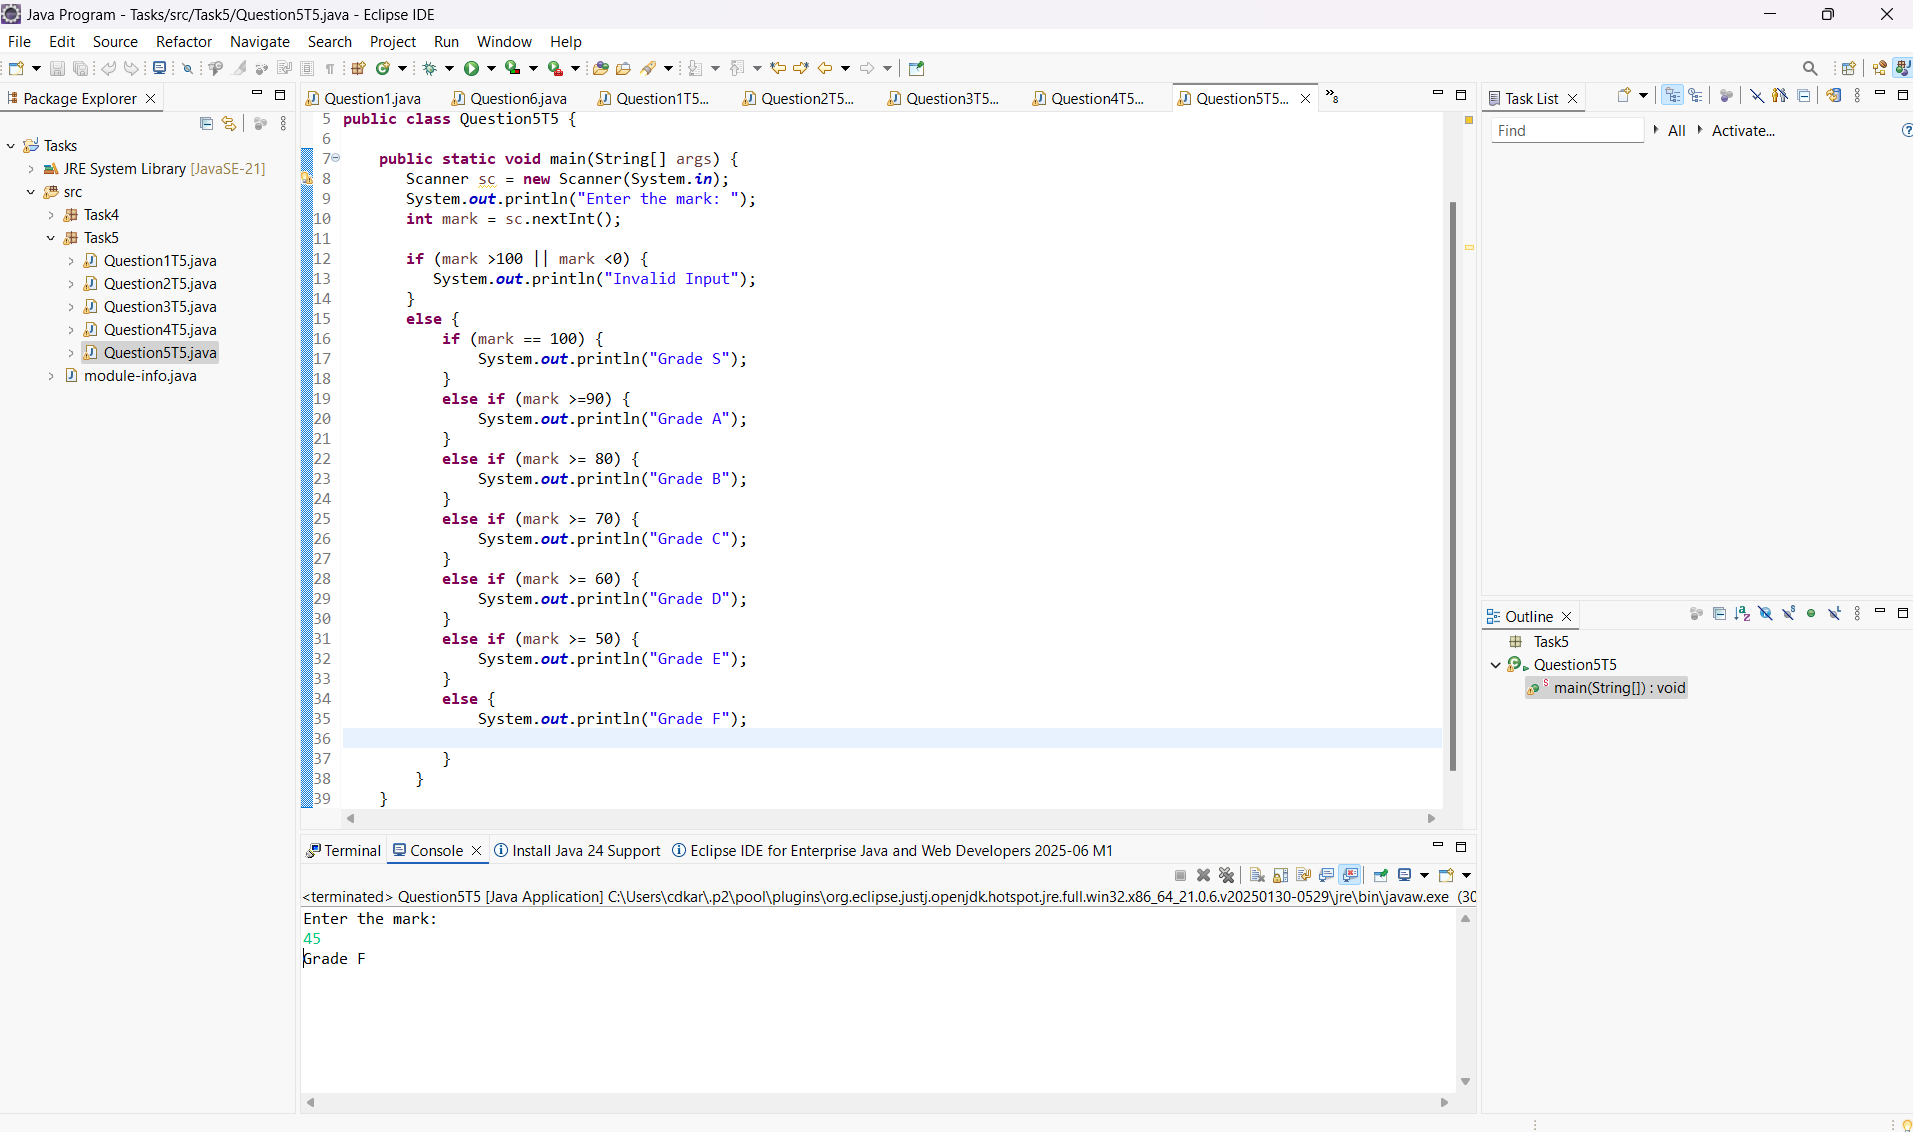 Java Program - Tasks/src/Task5/Question5T5.java - Eclipse IDE
File Edit Source Refactor Navigate Search Project Run Window Help
Package Explorer
Tasks
JRE System Library [JavaSE-21]
src
Task4
Task5
Question1T5.java
Question2T5.java
Question3T5.java
Question4T5.java
Question5T5.java
module-info.java
Question1.java Question6.java Question1T5... Question2T5... Question3T5... Question4T5... Question5T5... »8
5 public class Question5T5 {
6
7 public static void main(String[] args) {
8 Scanner sc = new Scanner(System.in);
9 System.out.println("Enter the mark: ");
10 int mark = sc.nextInt();
11
12 if (mark >100 || mark <0) {
13 System.out.println("Invalid Input");
14 }
15 else {
16 if (mark == 100) {
17 System.out.println("Grade S");
18 }
19 else if (mark >=90) {
20 System.out.println("Grade A");
21 }
22 else if (mark >= 80) {
23 System.out.println("Grade B");
24 }
25 else if (mark >= 70) {
26 System.out.println("Grade C");
27 }
28 else if (mark >= 60) {
29 System.out.println("Grade D");
30 }
31 else if (mark >= 50) {
32 System.out.println("Grade E");
33 }
34 else {
35 System.out.println("Grade F");
36
37 }
38 }
39 }
Terminal Console Install Java 24 Support Eclipse IDE for Enterprise Java and Web Developers 2025-06 M1
<terminated> Question5T5 [Java Application] C:\Users\cdkar\.p2\pool\plugins\org.eclipse.justj.openjdk.hotspot.jre.full.win32.x86_64_21.0.6.v20250130-0529\jre\bin\javaw.exe (30
Enter the mark:
45
Grade F
Task List
Find All Activate...
Outline
Task5
Question5T5
main(String[]) : void